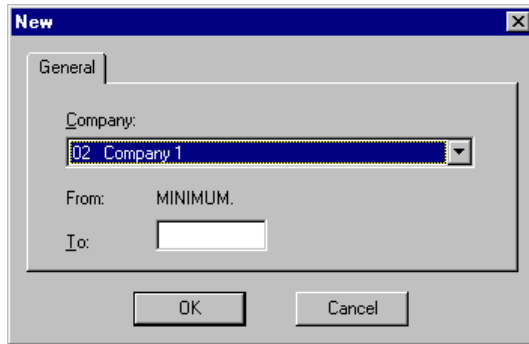 New
General
Company:
02 Company 1
From: MINIMUM.
To:
OK Cancel